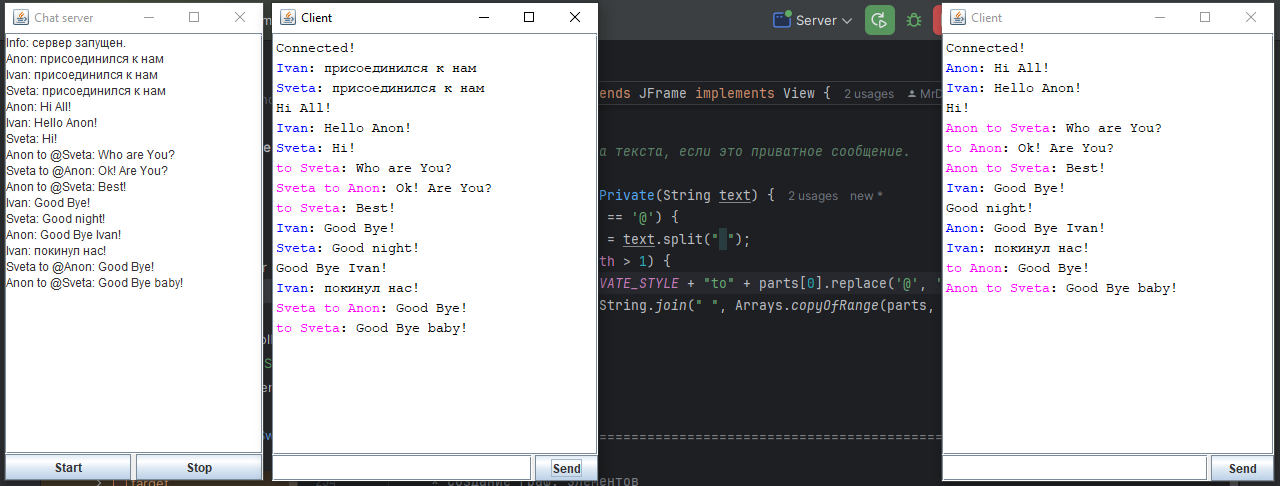 Chat server
Info: сервер запущен.
Anon: присоединился к нам
Ivan: присоединился к нам
Sveta: присоединился к нам
Anon: Hi All!
Ivan: Hello Anon!
Sveta: Hi!
Anon to @Sveta: Who are You?
Sveta to @Anon: Ok! Are You?
Anon to @Sveta: Best!
Ivan: Good Bye!
Sveta: Good night!
Anon: Good Bye Ivan!
Ivan: покинул нас!
Sveta to @Anon: Good Bye!
Anon to @Sveta: Good Bye baby!
Start
Stop
Client
Connected!
Ivan: присоединился к нам
Sveta: присоединился к нам
Hi All!
Ivan: Hello Anon!
Sveta: Hi!
to Sveta: Who are You?
Sveta to Anon: Ok! Are You?
to Sveta: Best!
Ivan: Good Bye!
Sveta: Good night!
Good Bye Ivan!
Ivan: покинул нас!
Sveta to Anon: Good Bye!
to Sveta: Good Bye baby!
Send
Server
ends JFrame implements View { 2 usages
а текста, если это приватное сообщение.
Private(String text) { 2 usages new *
== '@') {
= text.split(" ");
th > 1) {
VATE_STYLE + "to" + parts[0].replace('@', '
String.join(" ", Arrays.copyOfRange(parts,
Client
Connected!
Anon: Hi All!
Ivan: Hello Anon!
Hi!
Anon to Sveta: Who are You?
to Anon: Ok! Are You?
Anon to Sveta: Best!
Ivan: Good Bye!
Good night!
Anon: Good Bye Ivan!
Ivan: покинул нас!
to Anon: Good Bye!
Anon to Sveta: Good Bye baby!
Send